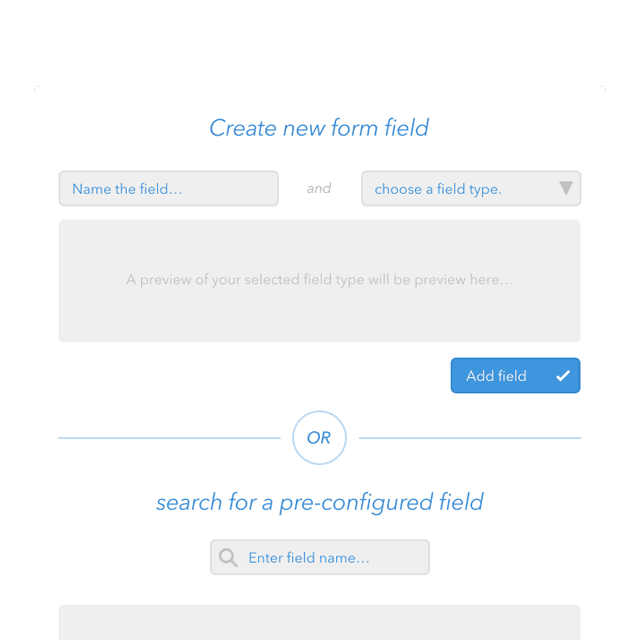 Create new form field
Name the field...
and
choose a field type.
A preview of your selected field type will be preview here...
Add field
OR
search for a pre-configured field
Enter field name...